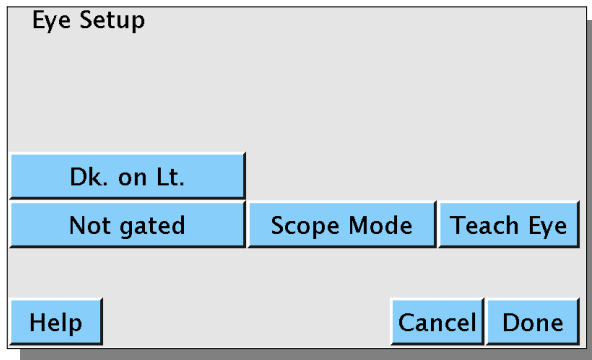 Eye Setup
Dk. on Lt.
Not gated Scope Mode Teach Eye
Help Cancel Done